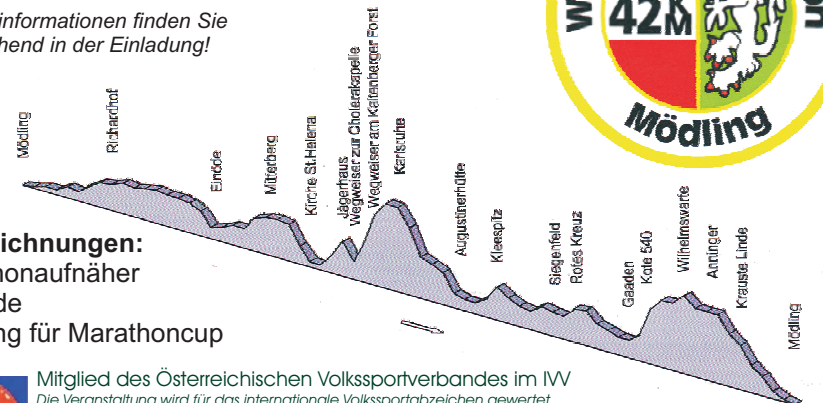 informationen finden Sie
hend in der Einladung!
42KM
Mödling
Mödling
Richardhof
Einöde
Mitterberg
Kirche St.Helena
Jägerhaus
Wegweiser zur Cholerakapelle
Wegweiser am Kaltenberger Forst
Karlsruhe
Augustinerhütte
Kleespitz
Siegenfeld
Rotes Kreuz
Gaaden
Kote 540
Wilhelmswarte
Anninger
Krauste Linde
Mödling
ichnungen:
honaufnäher
de
ng für Marathoncup
Mitglied des Österreichischen Volkssportverbandes im IVV
Die Veranstaltung wird für das internationale Volkssportabzeichen gewertet